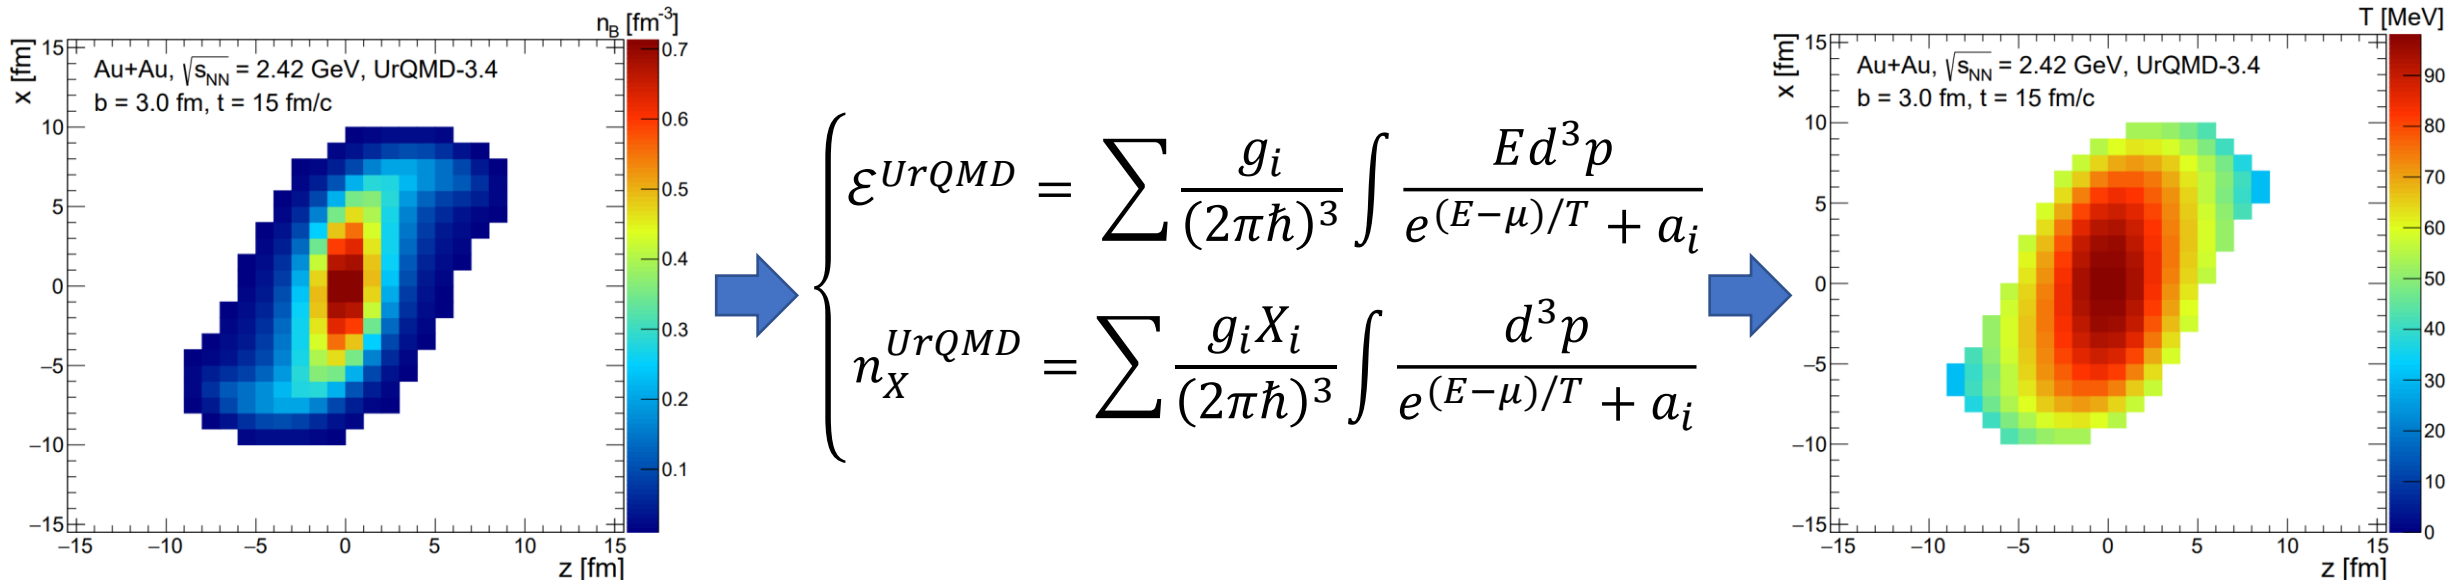 n_B [fm^-3]
x [fm]
Au+Au, √s_NN = 2.42 GeV, UrQMD-3.4
b = 3.0 fm, t = 15 fm/c
15
10
5
0
−5
−10
−15
−15 −10 −5 0 5 10 15
z [fm]
0.7
0.6
0.5
0.4
0.3
0.2
0.1
ℰ^UrQMD = ∑ g_i/(2πħ)^3 ∫ Ed^3p/(e^(E−μ)/T + a_i)
n_X^UrQMD = ∑ g_iX_i/(2πħ)^3 ∫ d^3p/(e^(E−μ)/T + a_i)
T [MeV]
x [fm]
Au+Au, √s_NN = 2.42 GeV, UrQMD-3.4
b = 3.0 fm, t = 15 fm/c
15
10
5
0
−5
−10
−15
−15 −10 −5 0 5 10 15
z [fm]
90
80
70
60
50
40
30
20
10
0